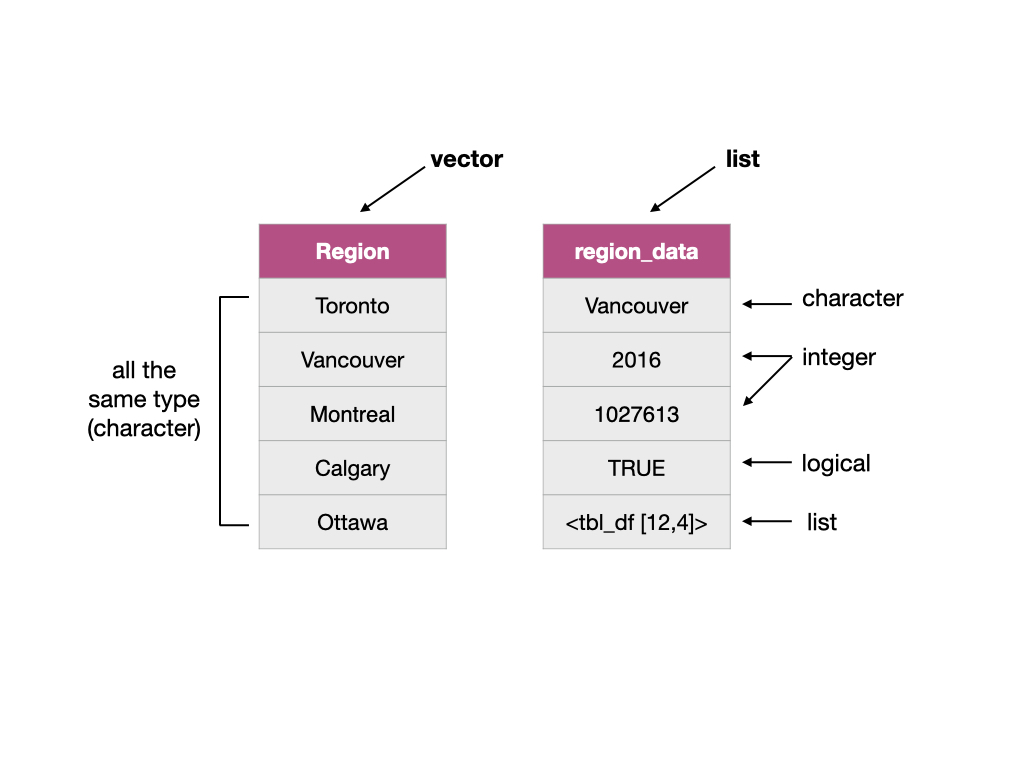 vector
list
Region
Toronto
Vancouver
Montreal
Calgary
Ottawa
all the
same type
(character)
region_data
Vancouver
2016
1027613
TRUE
<tbl_df [12,4]>
character
integer
logical
list